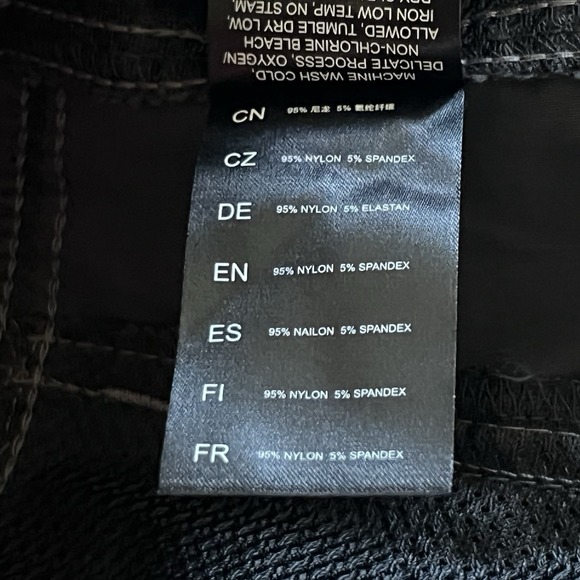 MACHINE WASH COLD,
DELICATE PROCESS, OXYGEN/
NON-CHLORINE BLEACH
ALLOWED, TUMBLE DRY LOW,
IRON LOW TEMP, NO STEAM,
CN 95% 尼龙 5% 氨纶纤维
CZ 95% NYLON 5% SPANDEX
DE 95% NYLON 5% ELASTAN
EN 95% NYLON 5% SPANDEX
ES 95% NAILON 5% SPANDEX
FI 95% NYLON 5% SPANDEX
FR 95% NYLON 5% SPANDEX